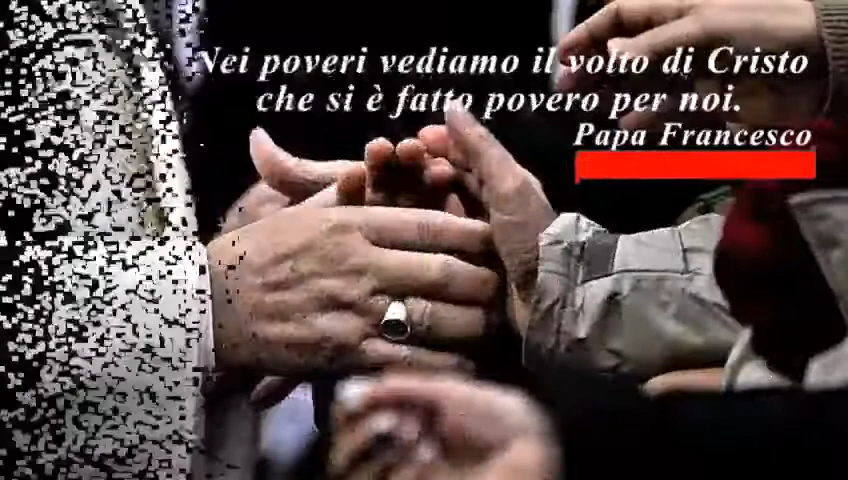 Nei poveri vediamo il volto di Cristo
che si è fatto povero per noi.
Papa Francesco